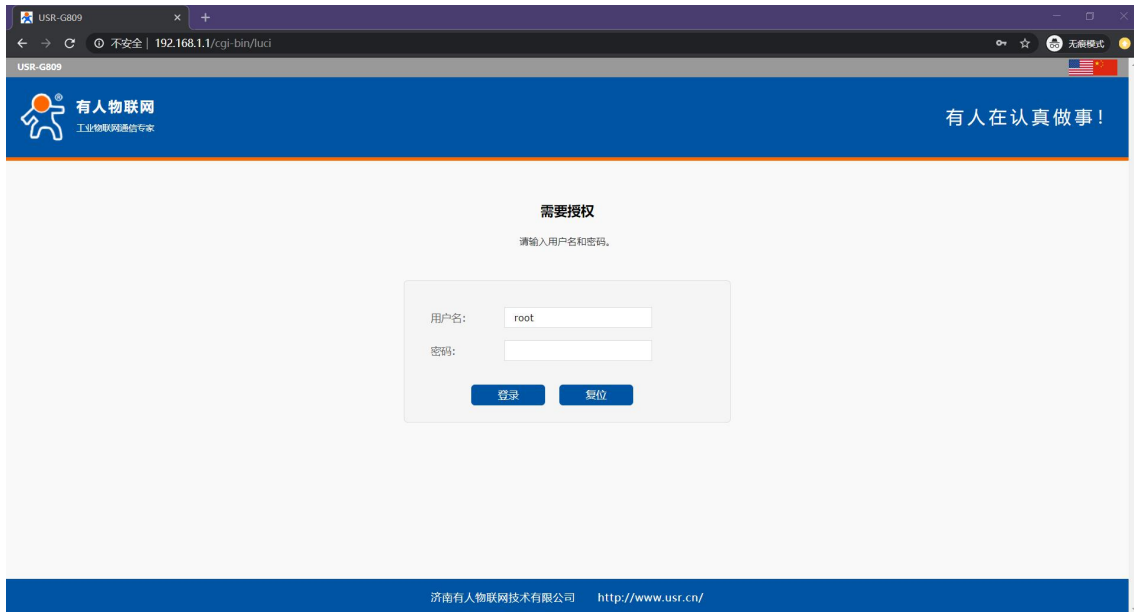 USR-G809
不安全 | 192.168.1.1/cgi-bin/luci
无痕模式
USR-G809
有人物联网
®
工业物联网通信专家
有人在认真做事!
需要授权
请输入用户名和密码。
用户名: root
密码:
登录 复位
济南有人物联网技术有限公司 http://www.usr.cn/